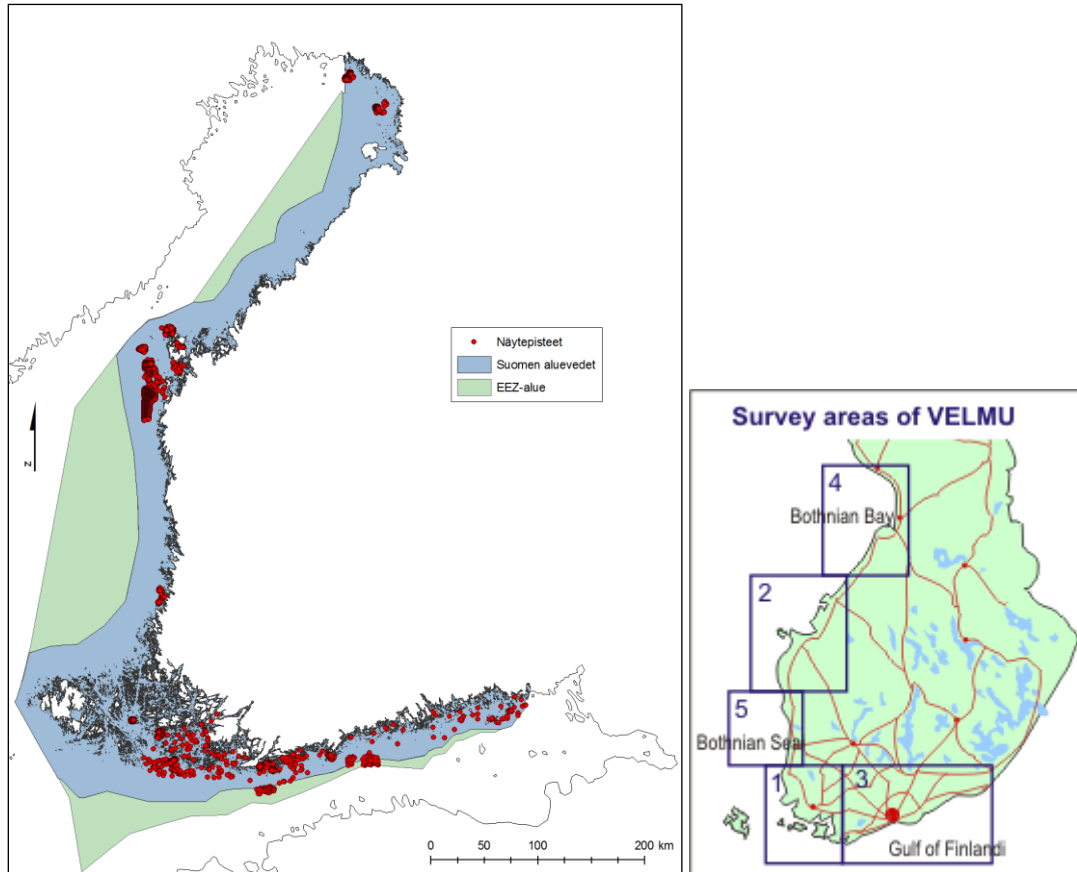 Näytepisteet
Suomen aluevedet
EEZ-alue
N
0
50
100
200 km
Survey areas of VELMU
4
Bothnian Bay
2
5
Bothnian Sea
1
3
Gulf of Finlandi